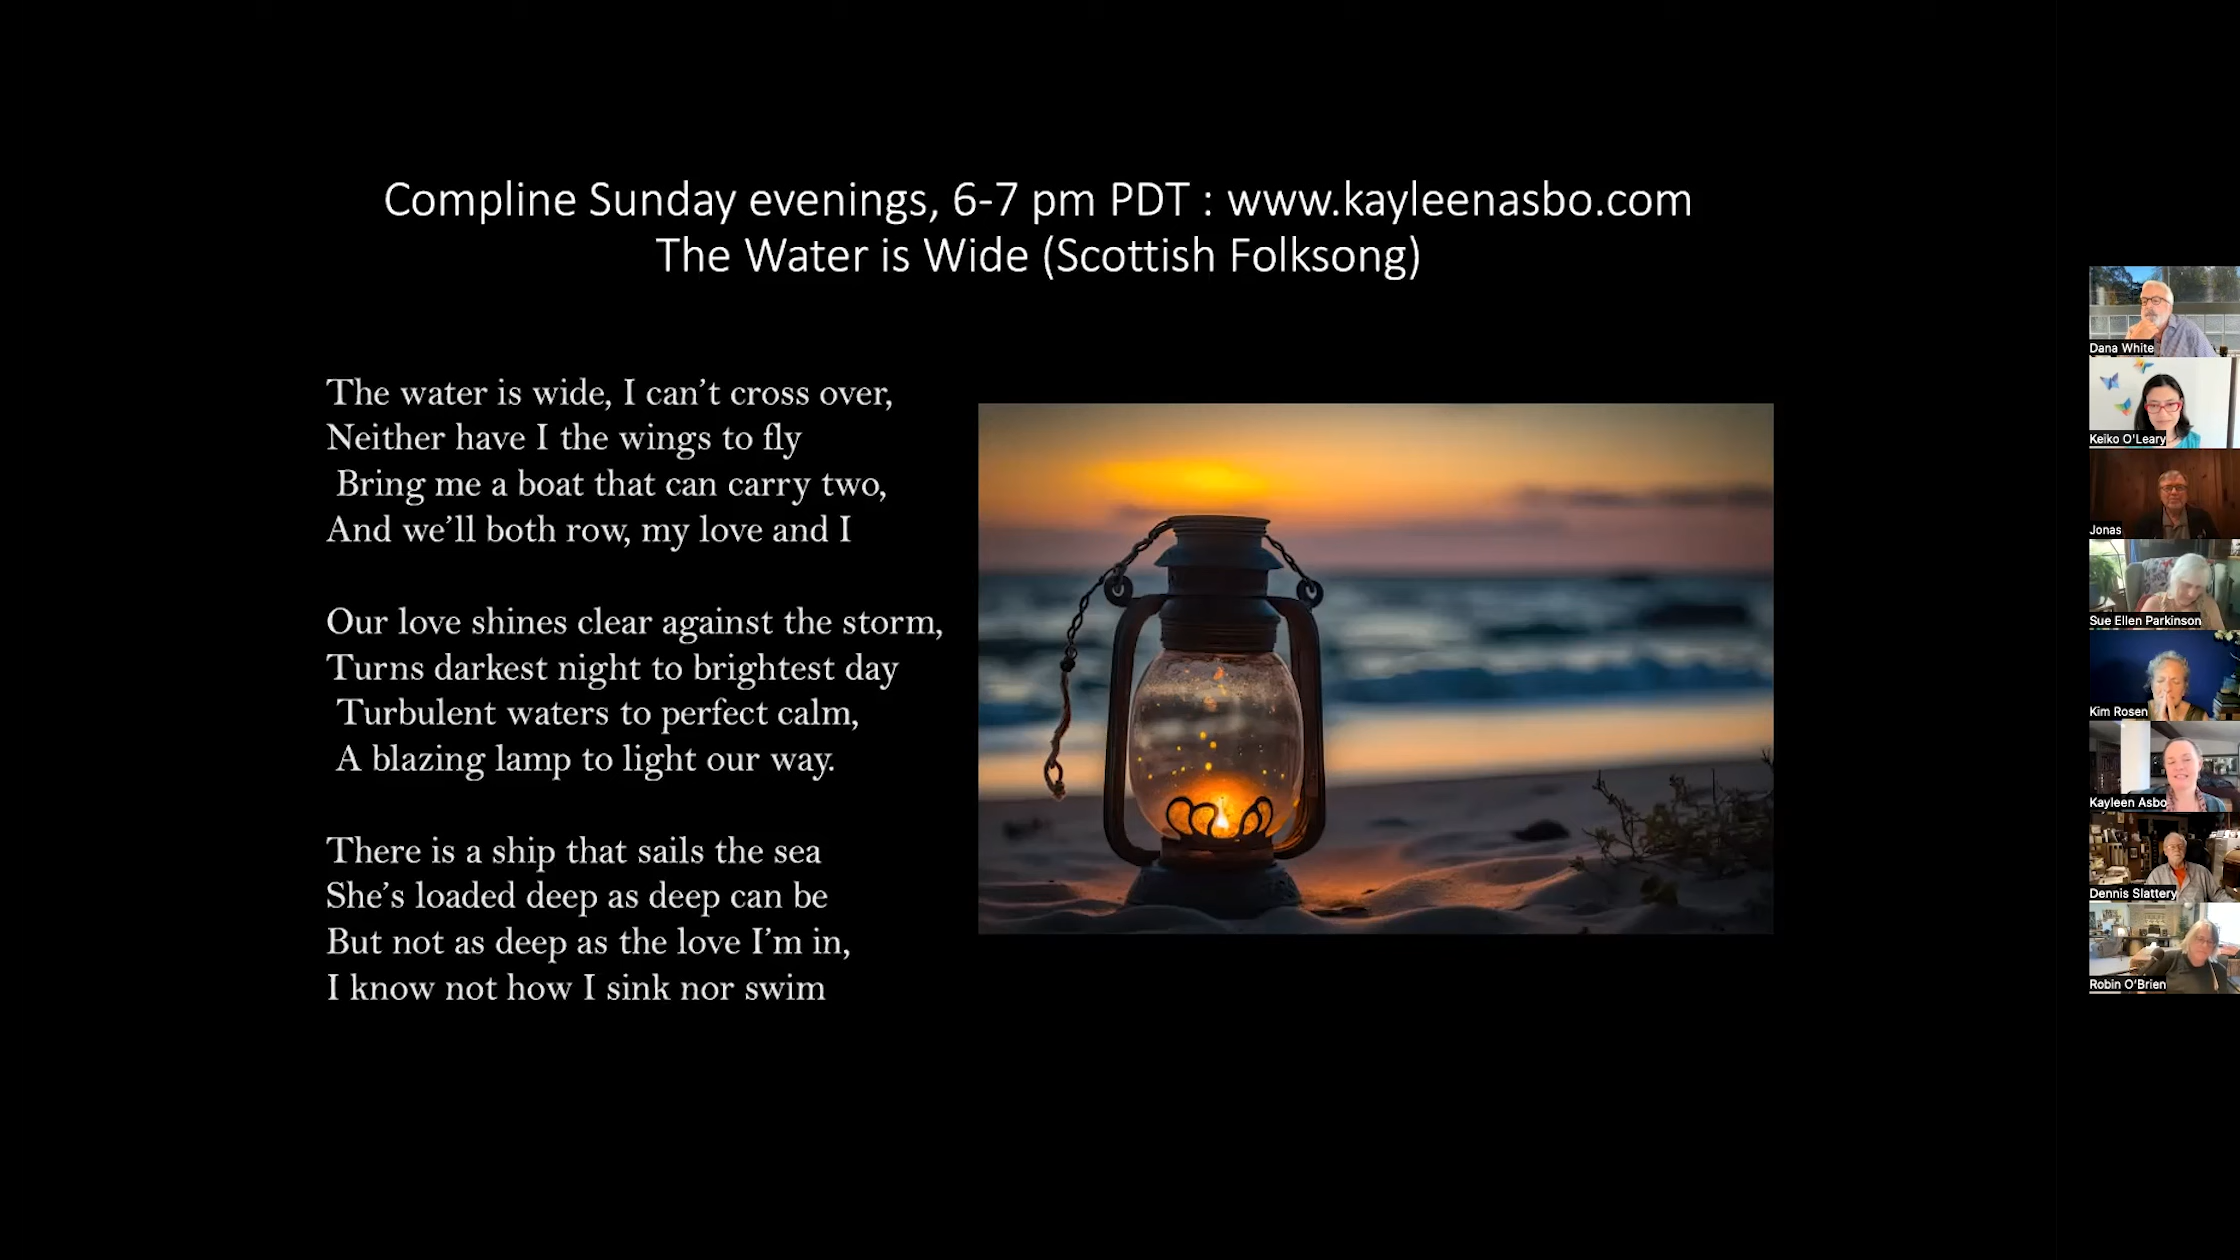 Compline Sunday evenings, 6-7 pm PDT : www.kayleenasbo.com
The Water is Wide (Scottish Folksong)
The water is wide, I can’t cross over,
Neither have I the wings to fly
Bring me a boat that can carry two,
And we’ll both row, my love and I
Our love shines clear against the storm,
Turns darkest night to brightest day
Turbulent waters to perfect calm,
A blazing lamp to light our way.
There is a ship that sails the sea
She’s loaded deep as deep can be
But not as deep as the love I’m in,
I know not how I sink nor swim
Dana White
Keiko O'Leary
Jonas
Sue Ellen Parkinson
Kim Rosen
Kayleen Asbo
Dennis Slattery
Robin O’Brien